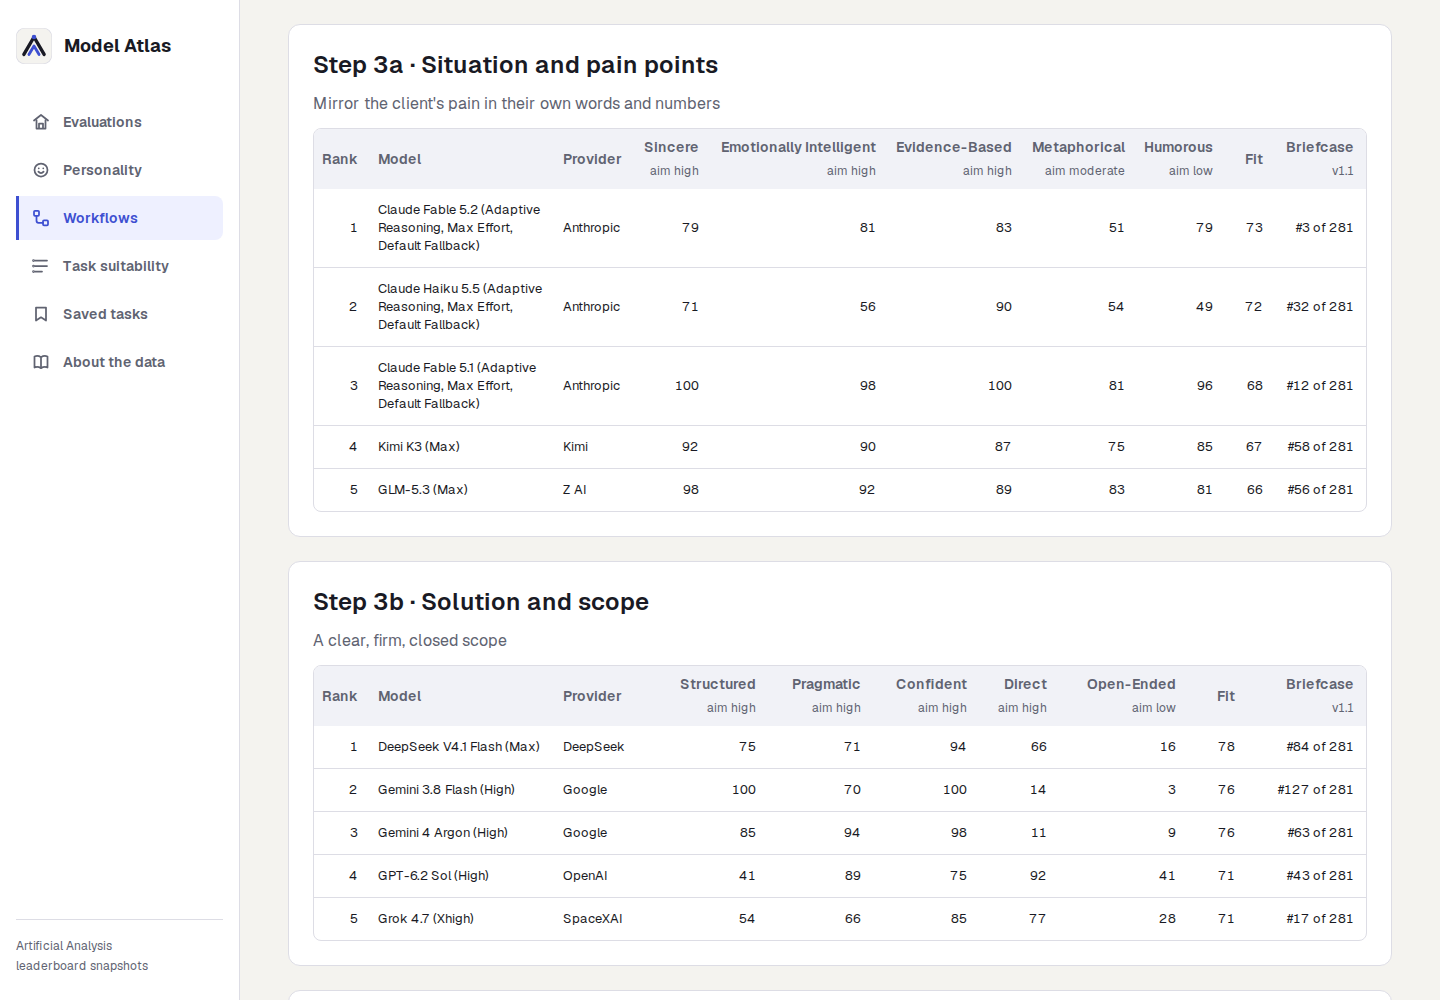 Model Atlas
Evaluations
Personality
Workflows
Task suitability
Saved tasks
About the data
Artificial Analysis
leaderboard snapshots
Step 3a · Situation and pain points
Mirror the client's pain in their own words and numbers
Rank Model Provider Sincere aim high Emotionally Intelligent aim high Evidence-Based aim high Metaphorical aim moderate Humorous aim low Fit Briefcase v1.1
1 Claude Fable 5.2 (Adaptive Reasoning, Max Effort, Default Fallback) Anthropic 79 81 83 51 79 73 #3 of 281
2 Claude Haiku 5.5 (Adaptive Reasoning, Max Effort, Default Fallback) Anthropic 71 56 90 54 49 72 #32 of 281
3 Claude Fable 5.1 (Adaptive Reasoning, Max Effort, Default Fallback) Anthropic 100 98 100 81 96 68 #12 of 281
4 Kimi K3 (Max) Kimi 92 90 87 75 85 67 #58 of 281
5 GLM-5.3 (Max) Z AI 98 92 89 83 81 66 #56 of 281
Step 3b · Solution and scope
A clear, firm, closed scope
Rank Model Provider Structured aim high Pragmatic aim high Confident aim high Direct aim high Open-Ended aim low Fit Briefcase v1.1
1 DeepSeek V4.1 Flash (Max) DeepSeek 75 71 94 66 16 78 #84 of 281
2 Gemini 3.8 Flash (High) Google 100 70 100 14 3 76 #127 of 281
3 Gemini 4 Argon (High) Google 85 94 98 11 9 76 #63 of 281
4 GPT-6.2 Sol (High) OpenAI 41 89 75 92 41 71 #43 of 281
5 Grok 4.7 (Xhigh) SpaceXAI 54 66 85 77 28 71 #17 of 281